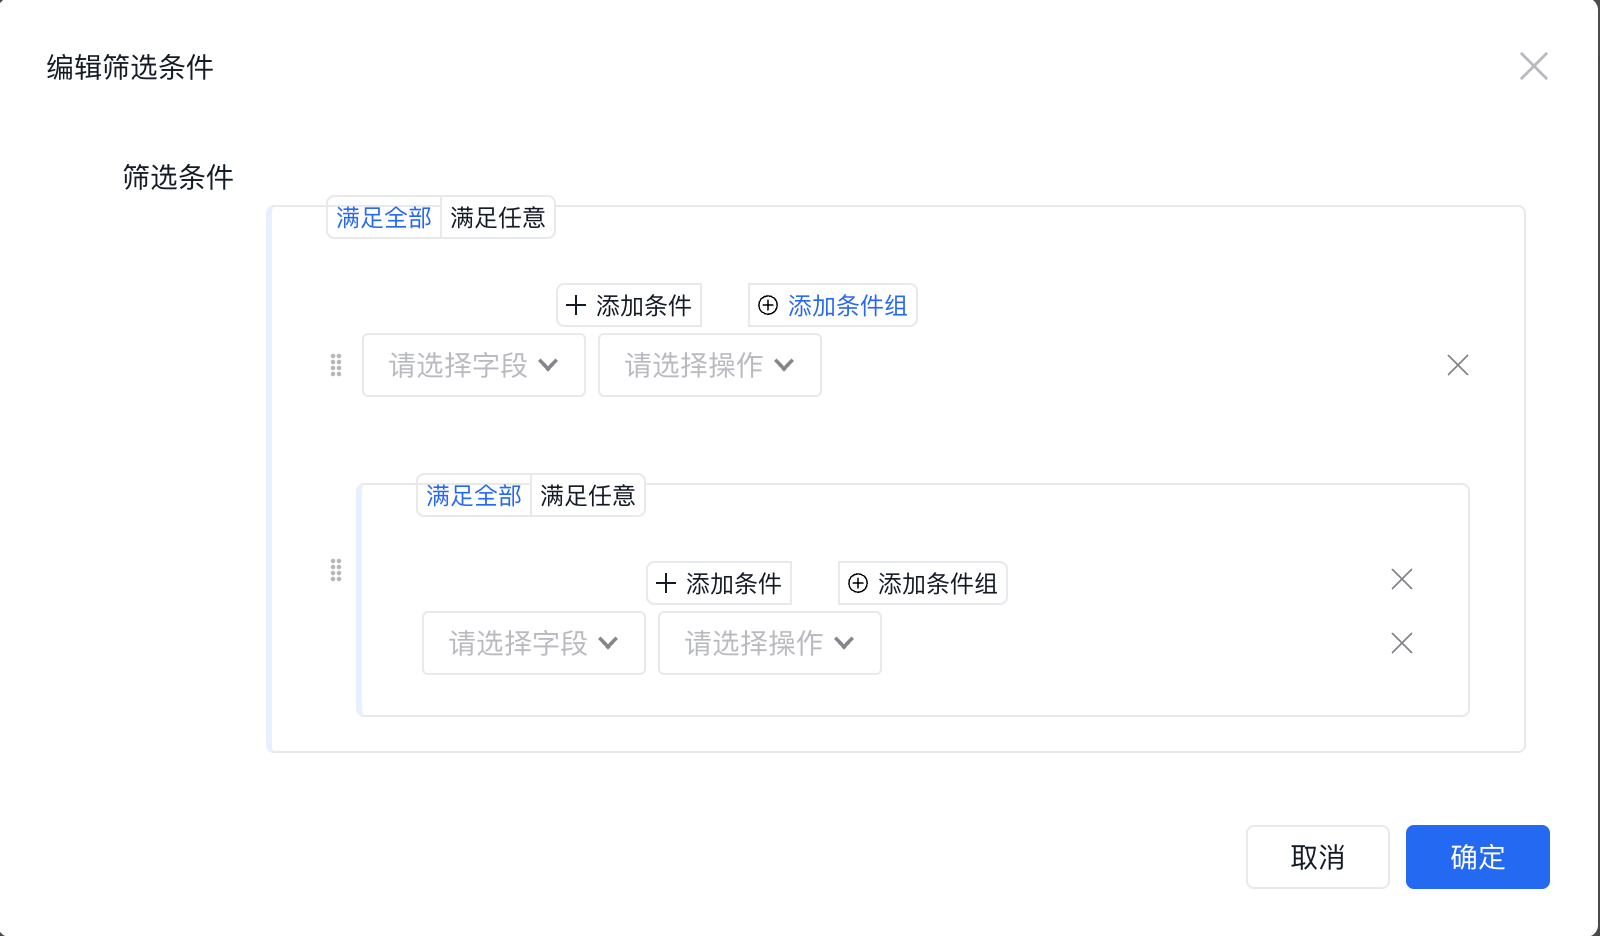 编辑筛选条件
筛选条件
满足全部 满足任意
添加条件 添加条件组
请选择字段 请选择操作
满足全部 满足任意
添加条件 添加条件组
请选择字段 请选择操作
取消 确定